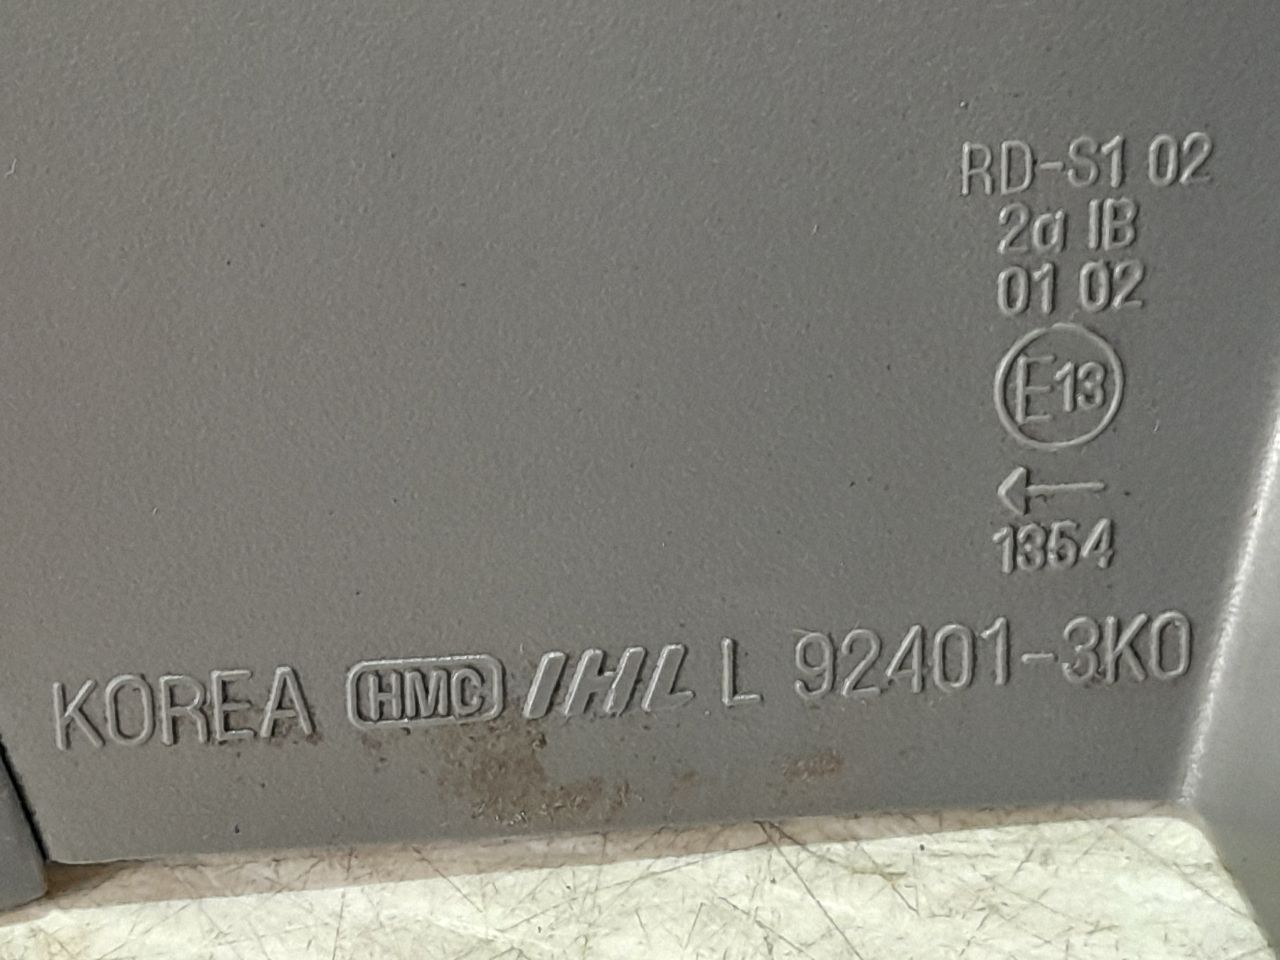 RD-S1 02
2a IB
01 02
E13
←
1354
KOREA HMC IHL L 92401-3K0